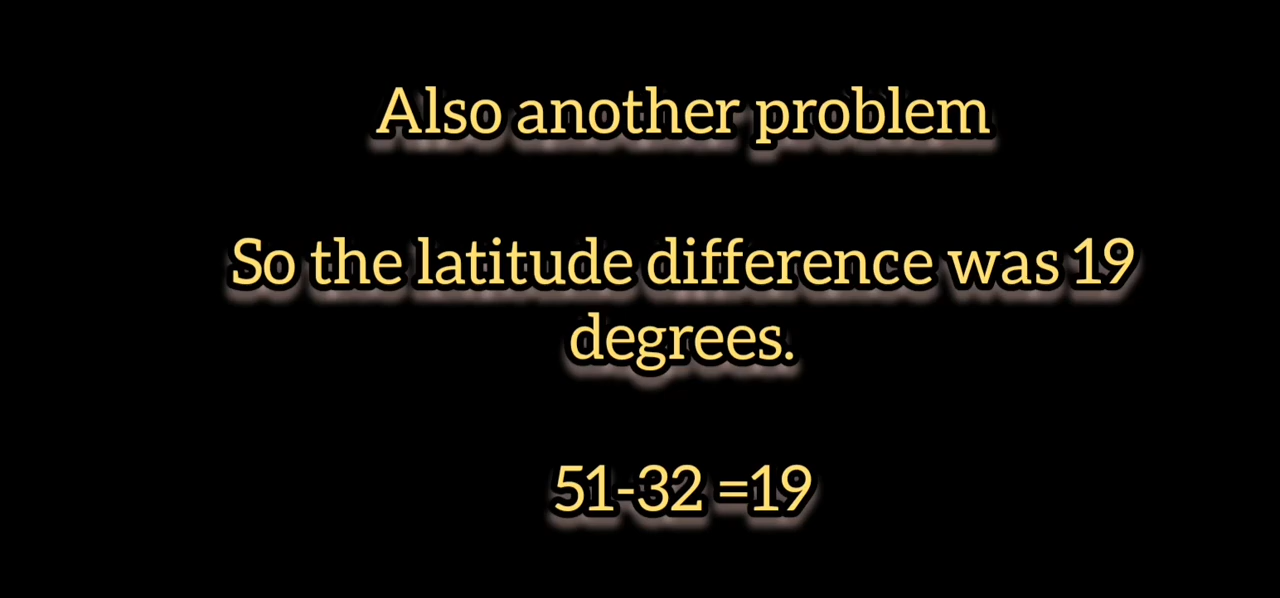 Also another problem
So the latitude difference was 19
degrees.
51-32 =19